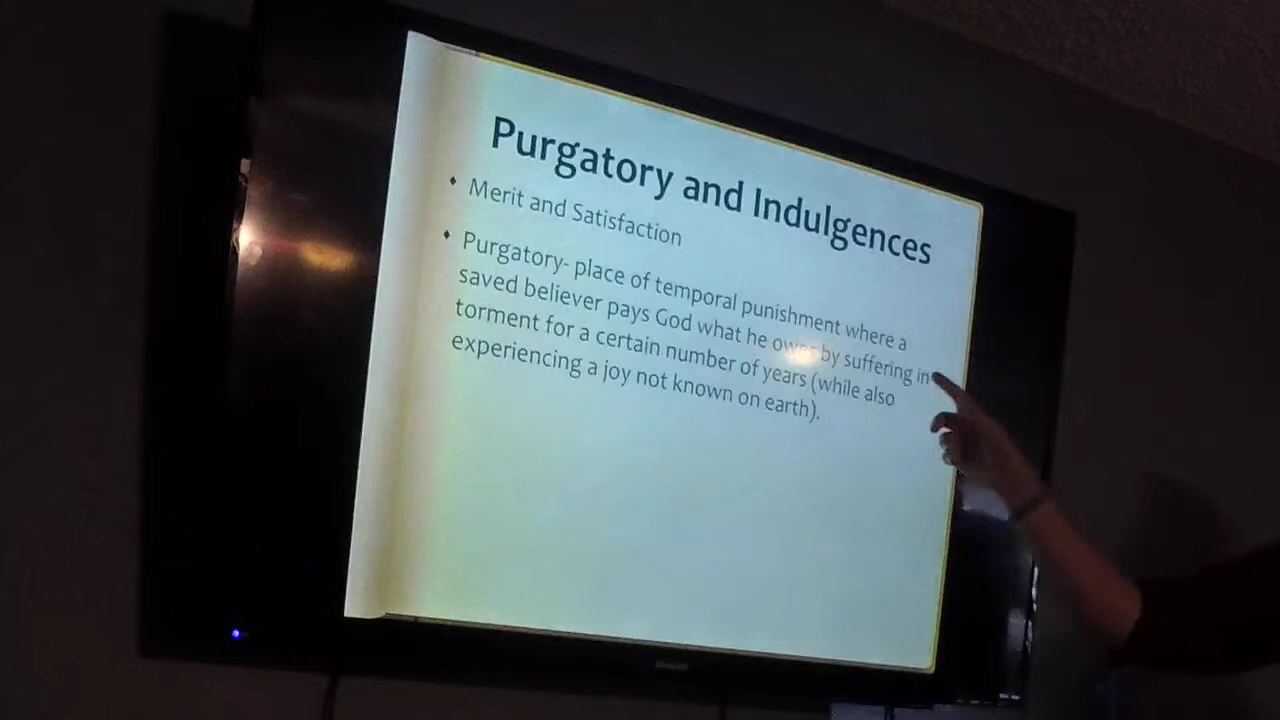 Purgatory and Indulgences
Merit and Satisfaction
Purgatory- place of temporal punishment where a
saved believer pays God what he owes by suffering in
torment for a certain number of years (while also
experiencing a joy not known on earth).